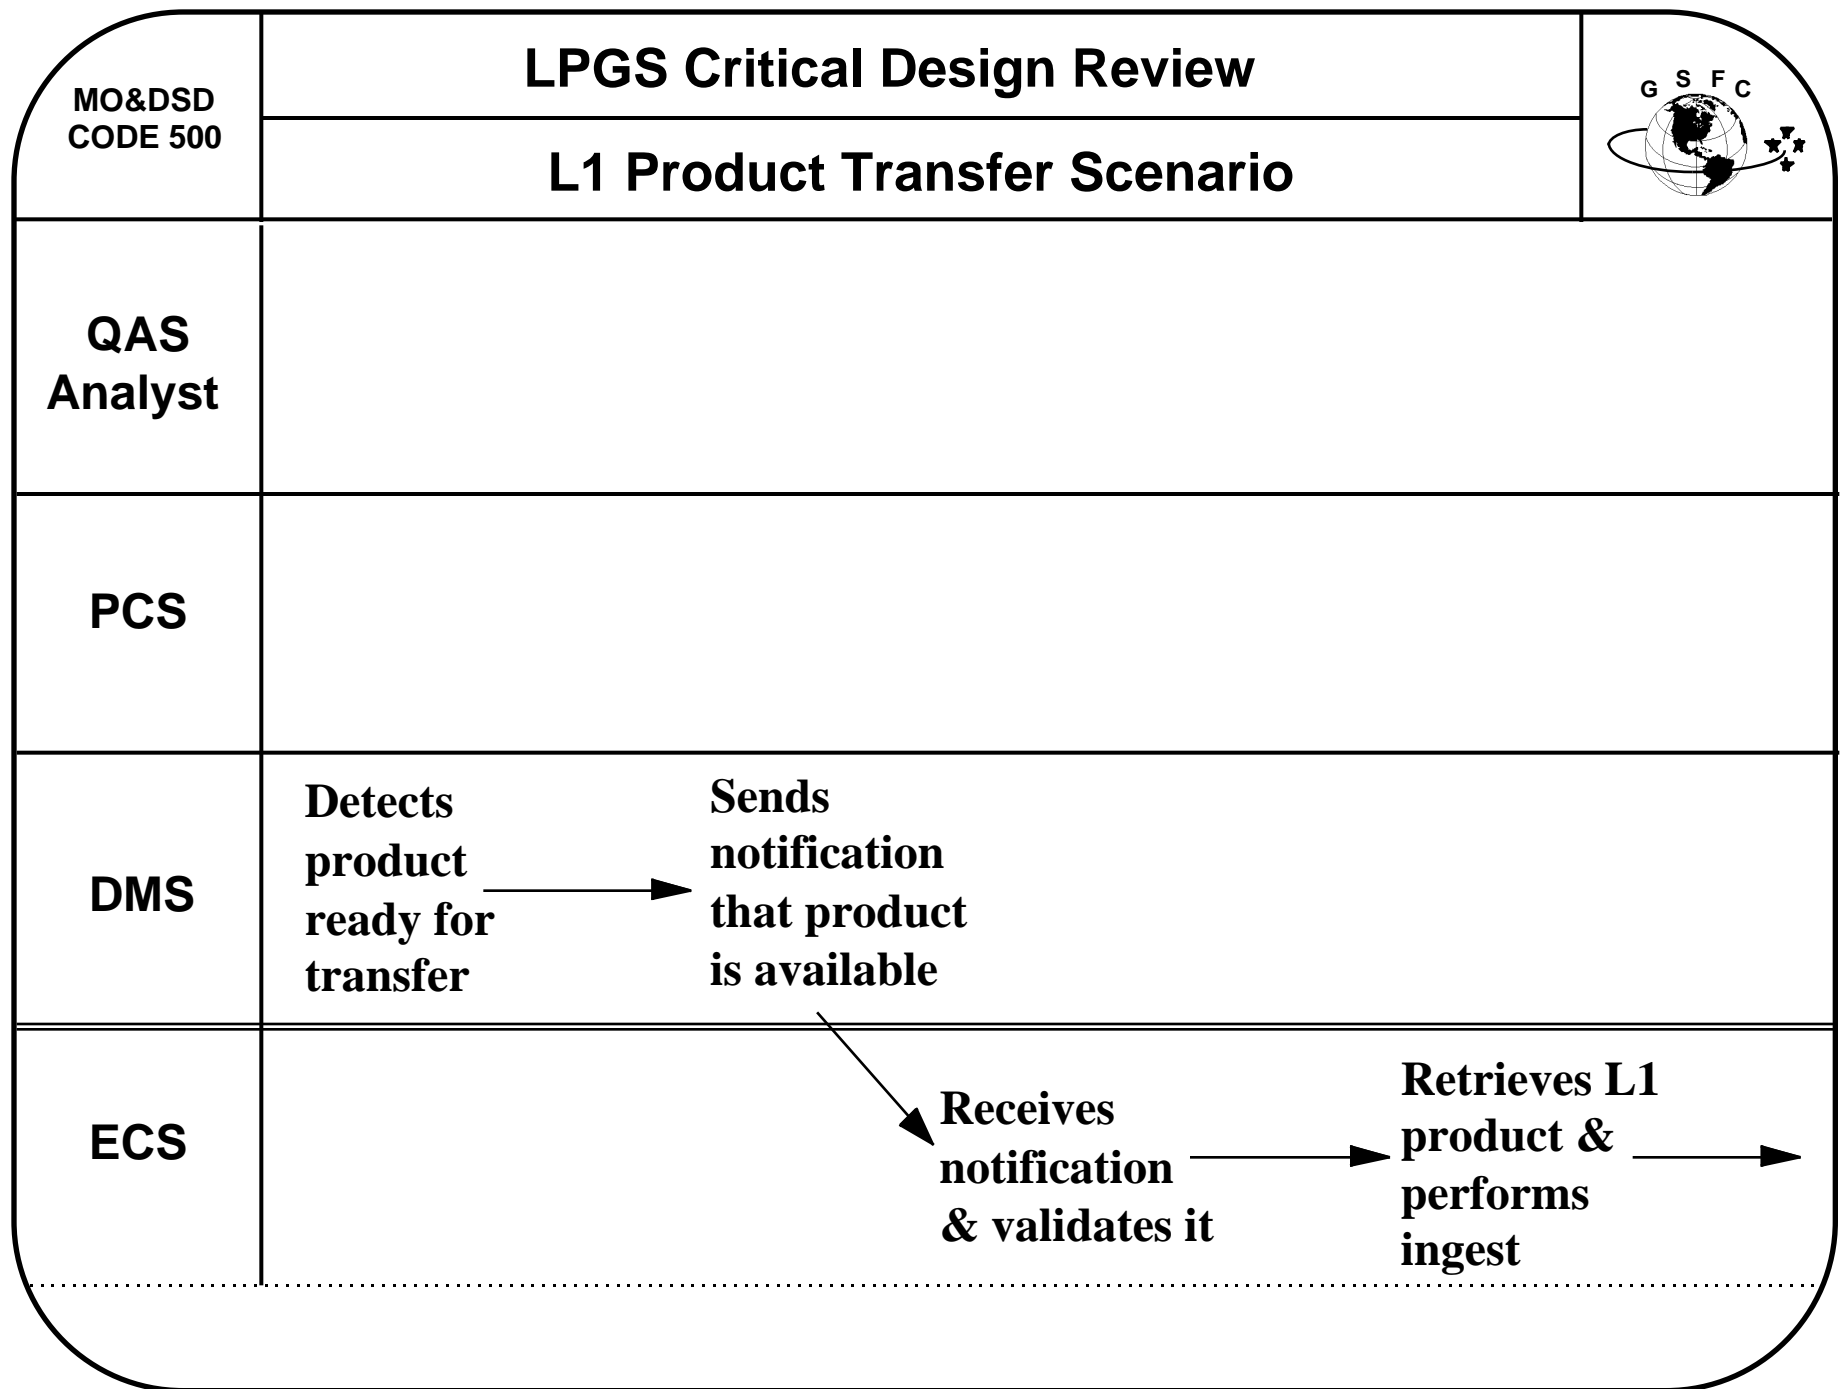 MO&DSD
CODE 500
LPGS Critical Design Review
L1 Product Transfer Scenario
G S F C
QAS
Analyst
PCS
DMS
Detects
product
ready for
transfer
Sends
notification
that product
is available
ECS
Receives
notification
& validates it
Retrieves L1
product &
performs
ingest